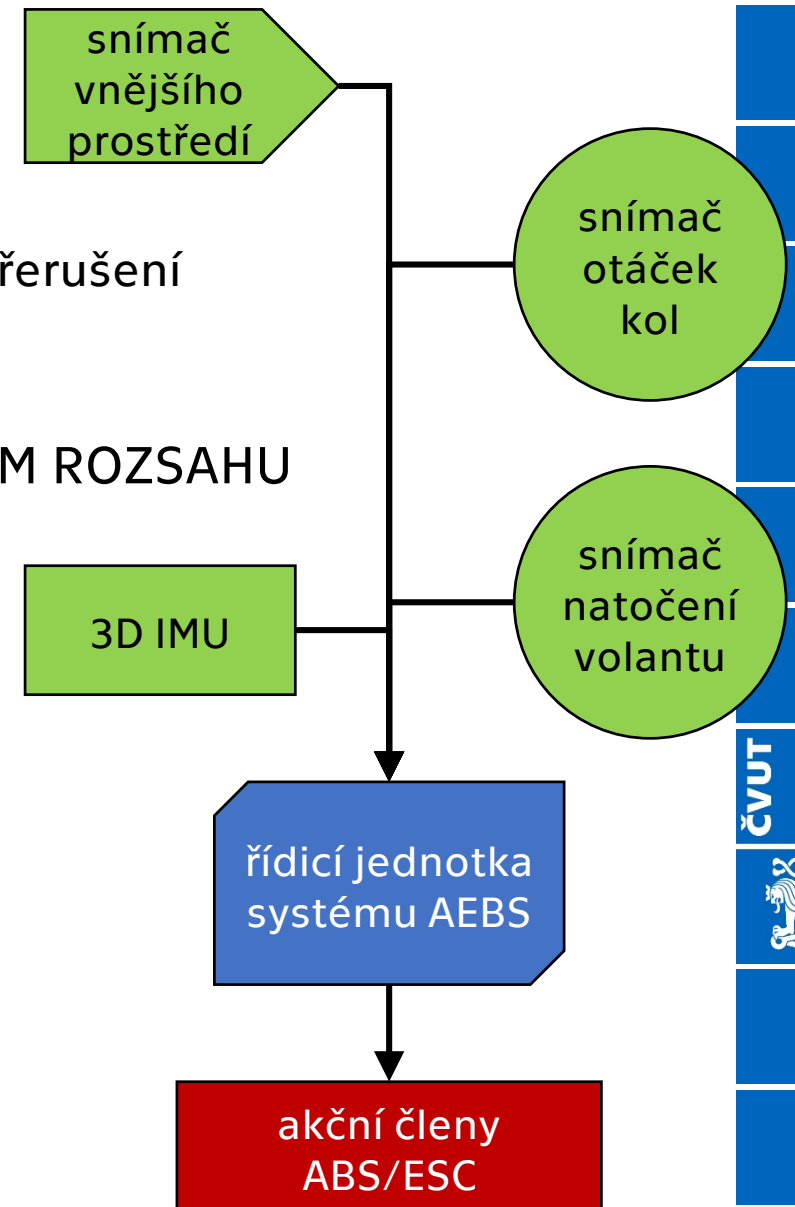 snímač
vnějšího
prostředí
snímač
otáček
kol
řerušení
M ROZSAHU
snímač
natočení
volantu
3D IMU
ČVUT
řídicí jednotka
systému AEBS
akční členy
ABS/ESC